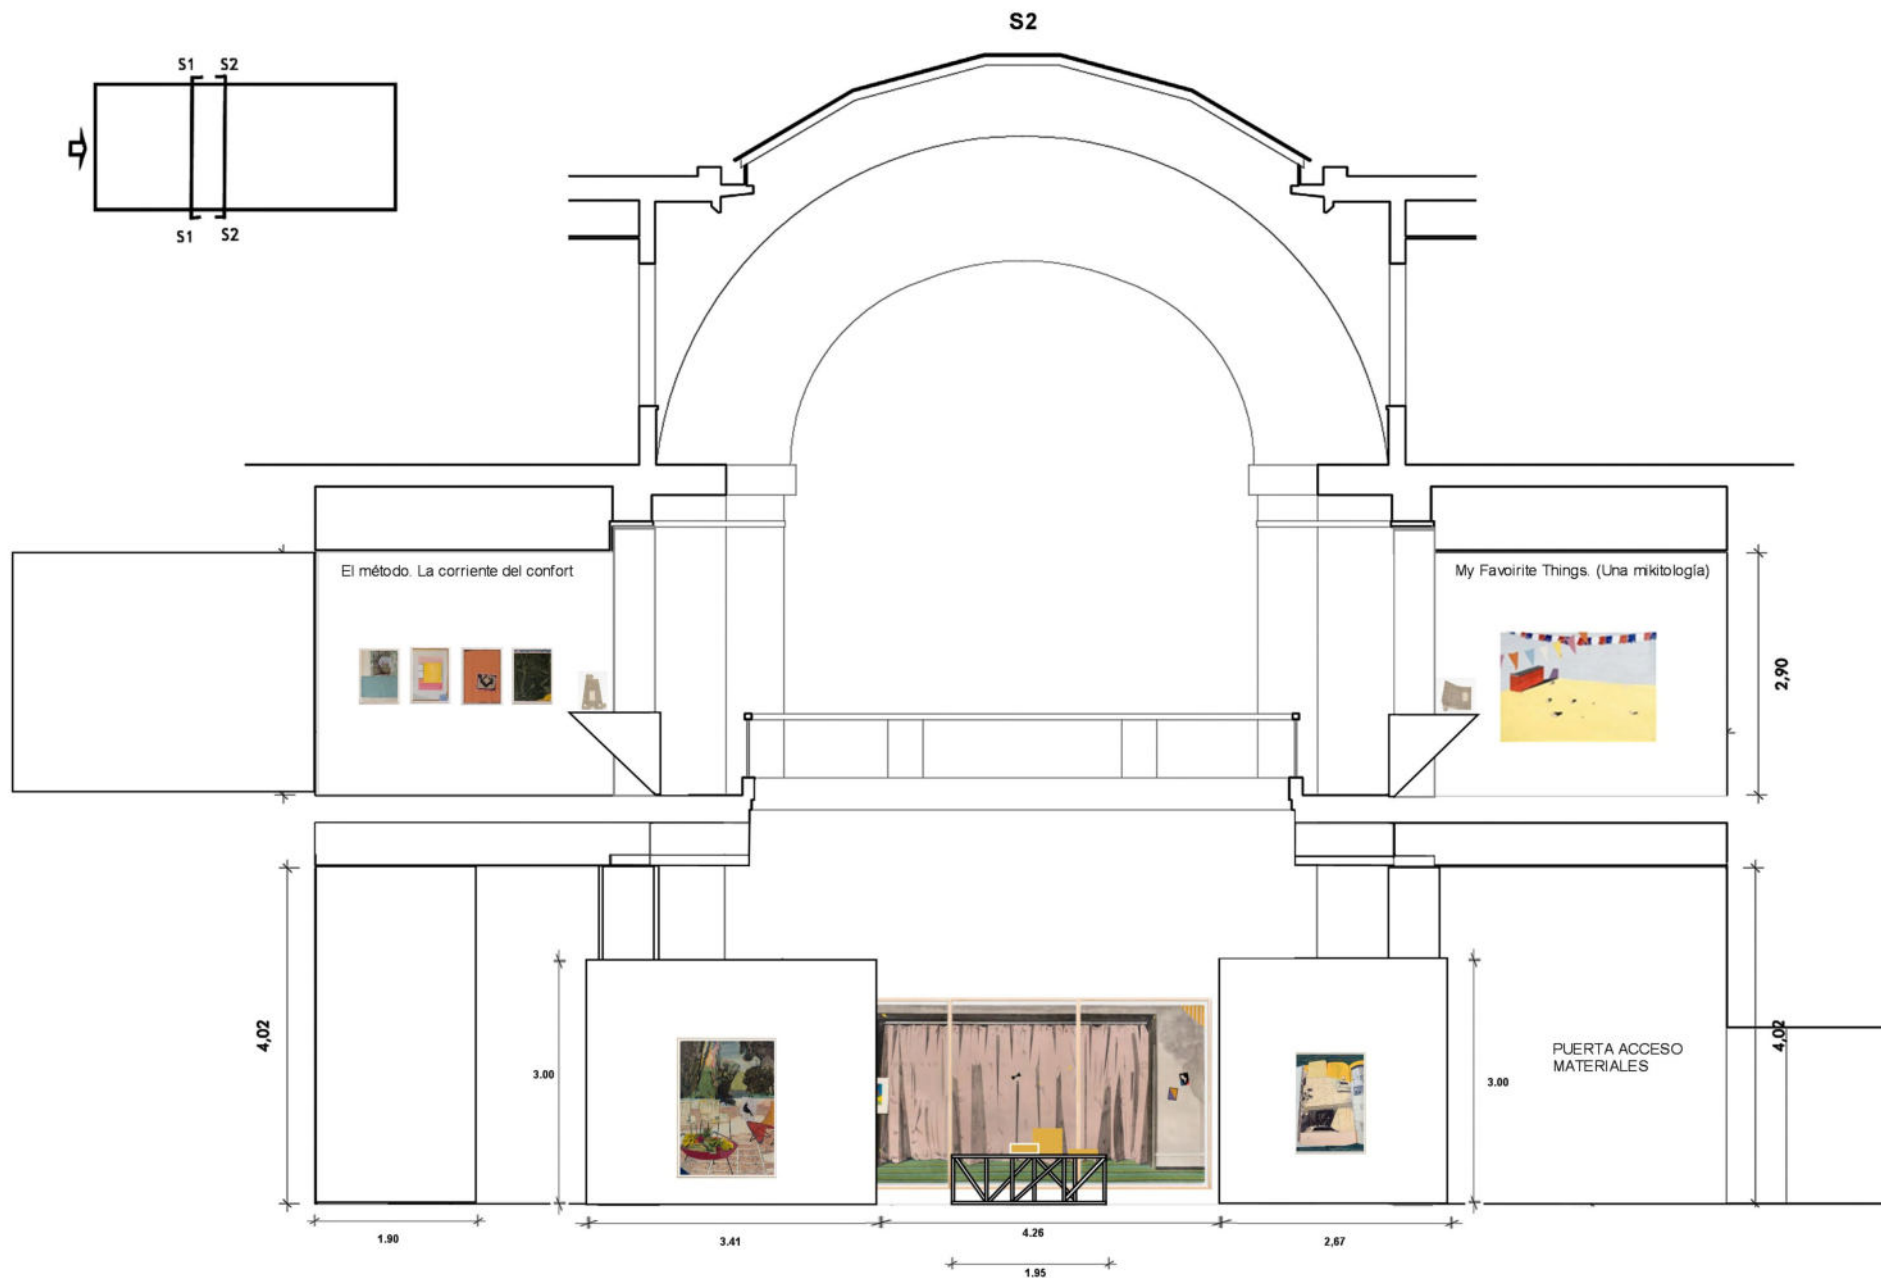 S2
S1 S2
S1 S2
El método. La corriente del confort
My Favoirite Things. (Una mikitología)
2,90
4,02
3.00
3.00
PUERTA ACCESO
MATERIALES
4,02
1.90
3.41
4.26
2,67
1.95